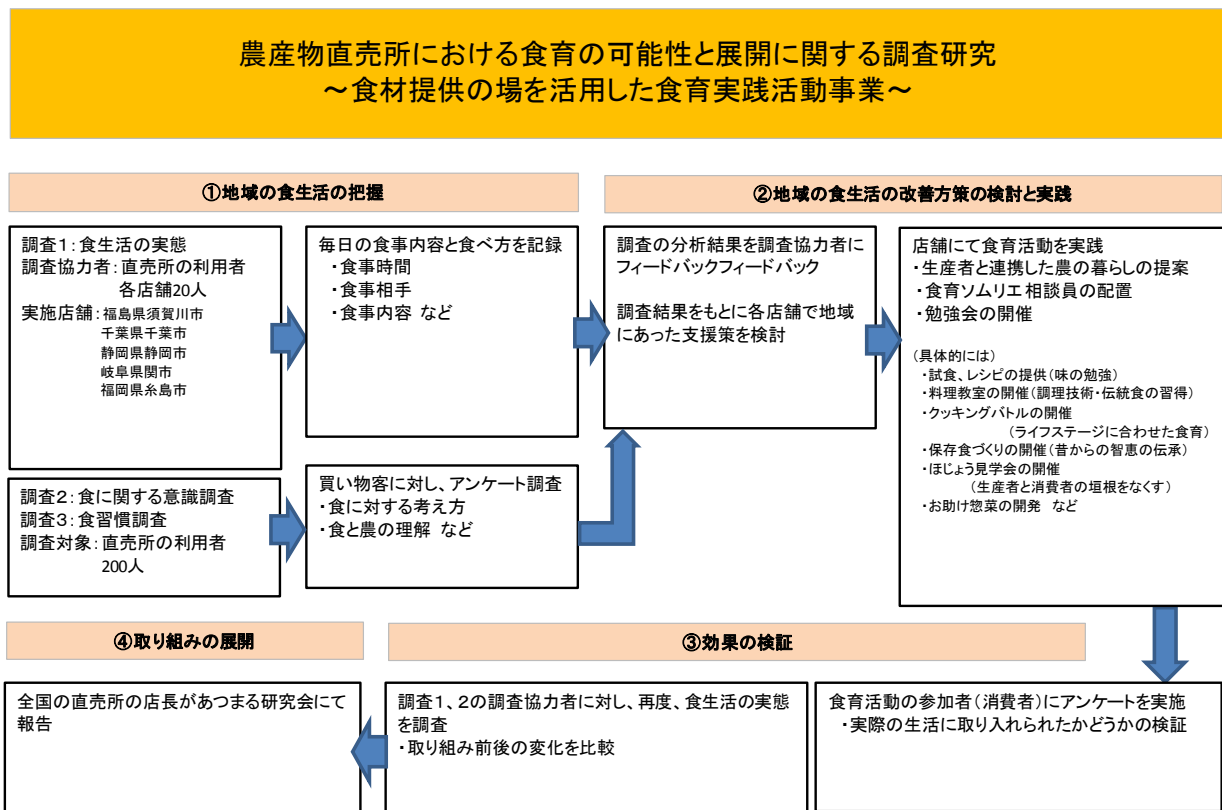 農産物直売所における食育の可能性と展開に関する調査研究
～食材提供の場を活用した食育実践活動事業～
①地域の食生活の把握
調査1：食生活の実態
調査協力者：直売所の利用者
各店舗20人
実施店舗：福島県須賀川市
千葉県千葉市
静岡県静岡市
岐阜県関市
福岡県糸島市
毎日の食事内容と食べ方を記録
・食事時間
・食事相手
・食事内容 など
調査２：食に関する意識調査
調査３：食習慣調査
調査対象：直売所の利用者
200人
買い物客に対し、アンケート調査
・食に対する考え方
・食と農の理解 など
②地域の食生活の改善方策の検討と実践
調査の分析結果を調査協力者に
フィードバックフィードバック
調査結果をもとに各店舗で地域
にあった支援策を検討
店舗にて食育活動を実践
・生産者と連携した農の暮らしの提案
・食育ソムリエ相談員の配置
・勉強会の開催
（具体的には）
・試食、レシピの提供（味の勉強）
・料理教室の開催（調理技術・伝統食の習得）
・クッキングバトルの開催
（ライフステージに合わせた食育）
・保存食づくりの開催（昔からの智恵の伝承）
・ほじょう見学会の開催
（生産者と消費者の垣根をなくす）
・お助け惣菜の開発 など
③効果の検証
食育活動の参加者（消費者）にアンケートを実施
・実際の生活に取り入れられたかどうかの検証
調査１、２の調査協力者に対し、再度、食生活の実態
を調査
・取り組み前後の変化を比較
④取り組みの展開
全国の直売所の店長があつまる研究会にて
報告